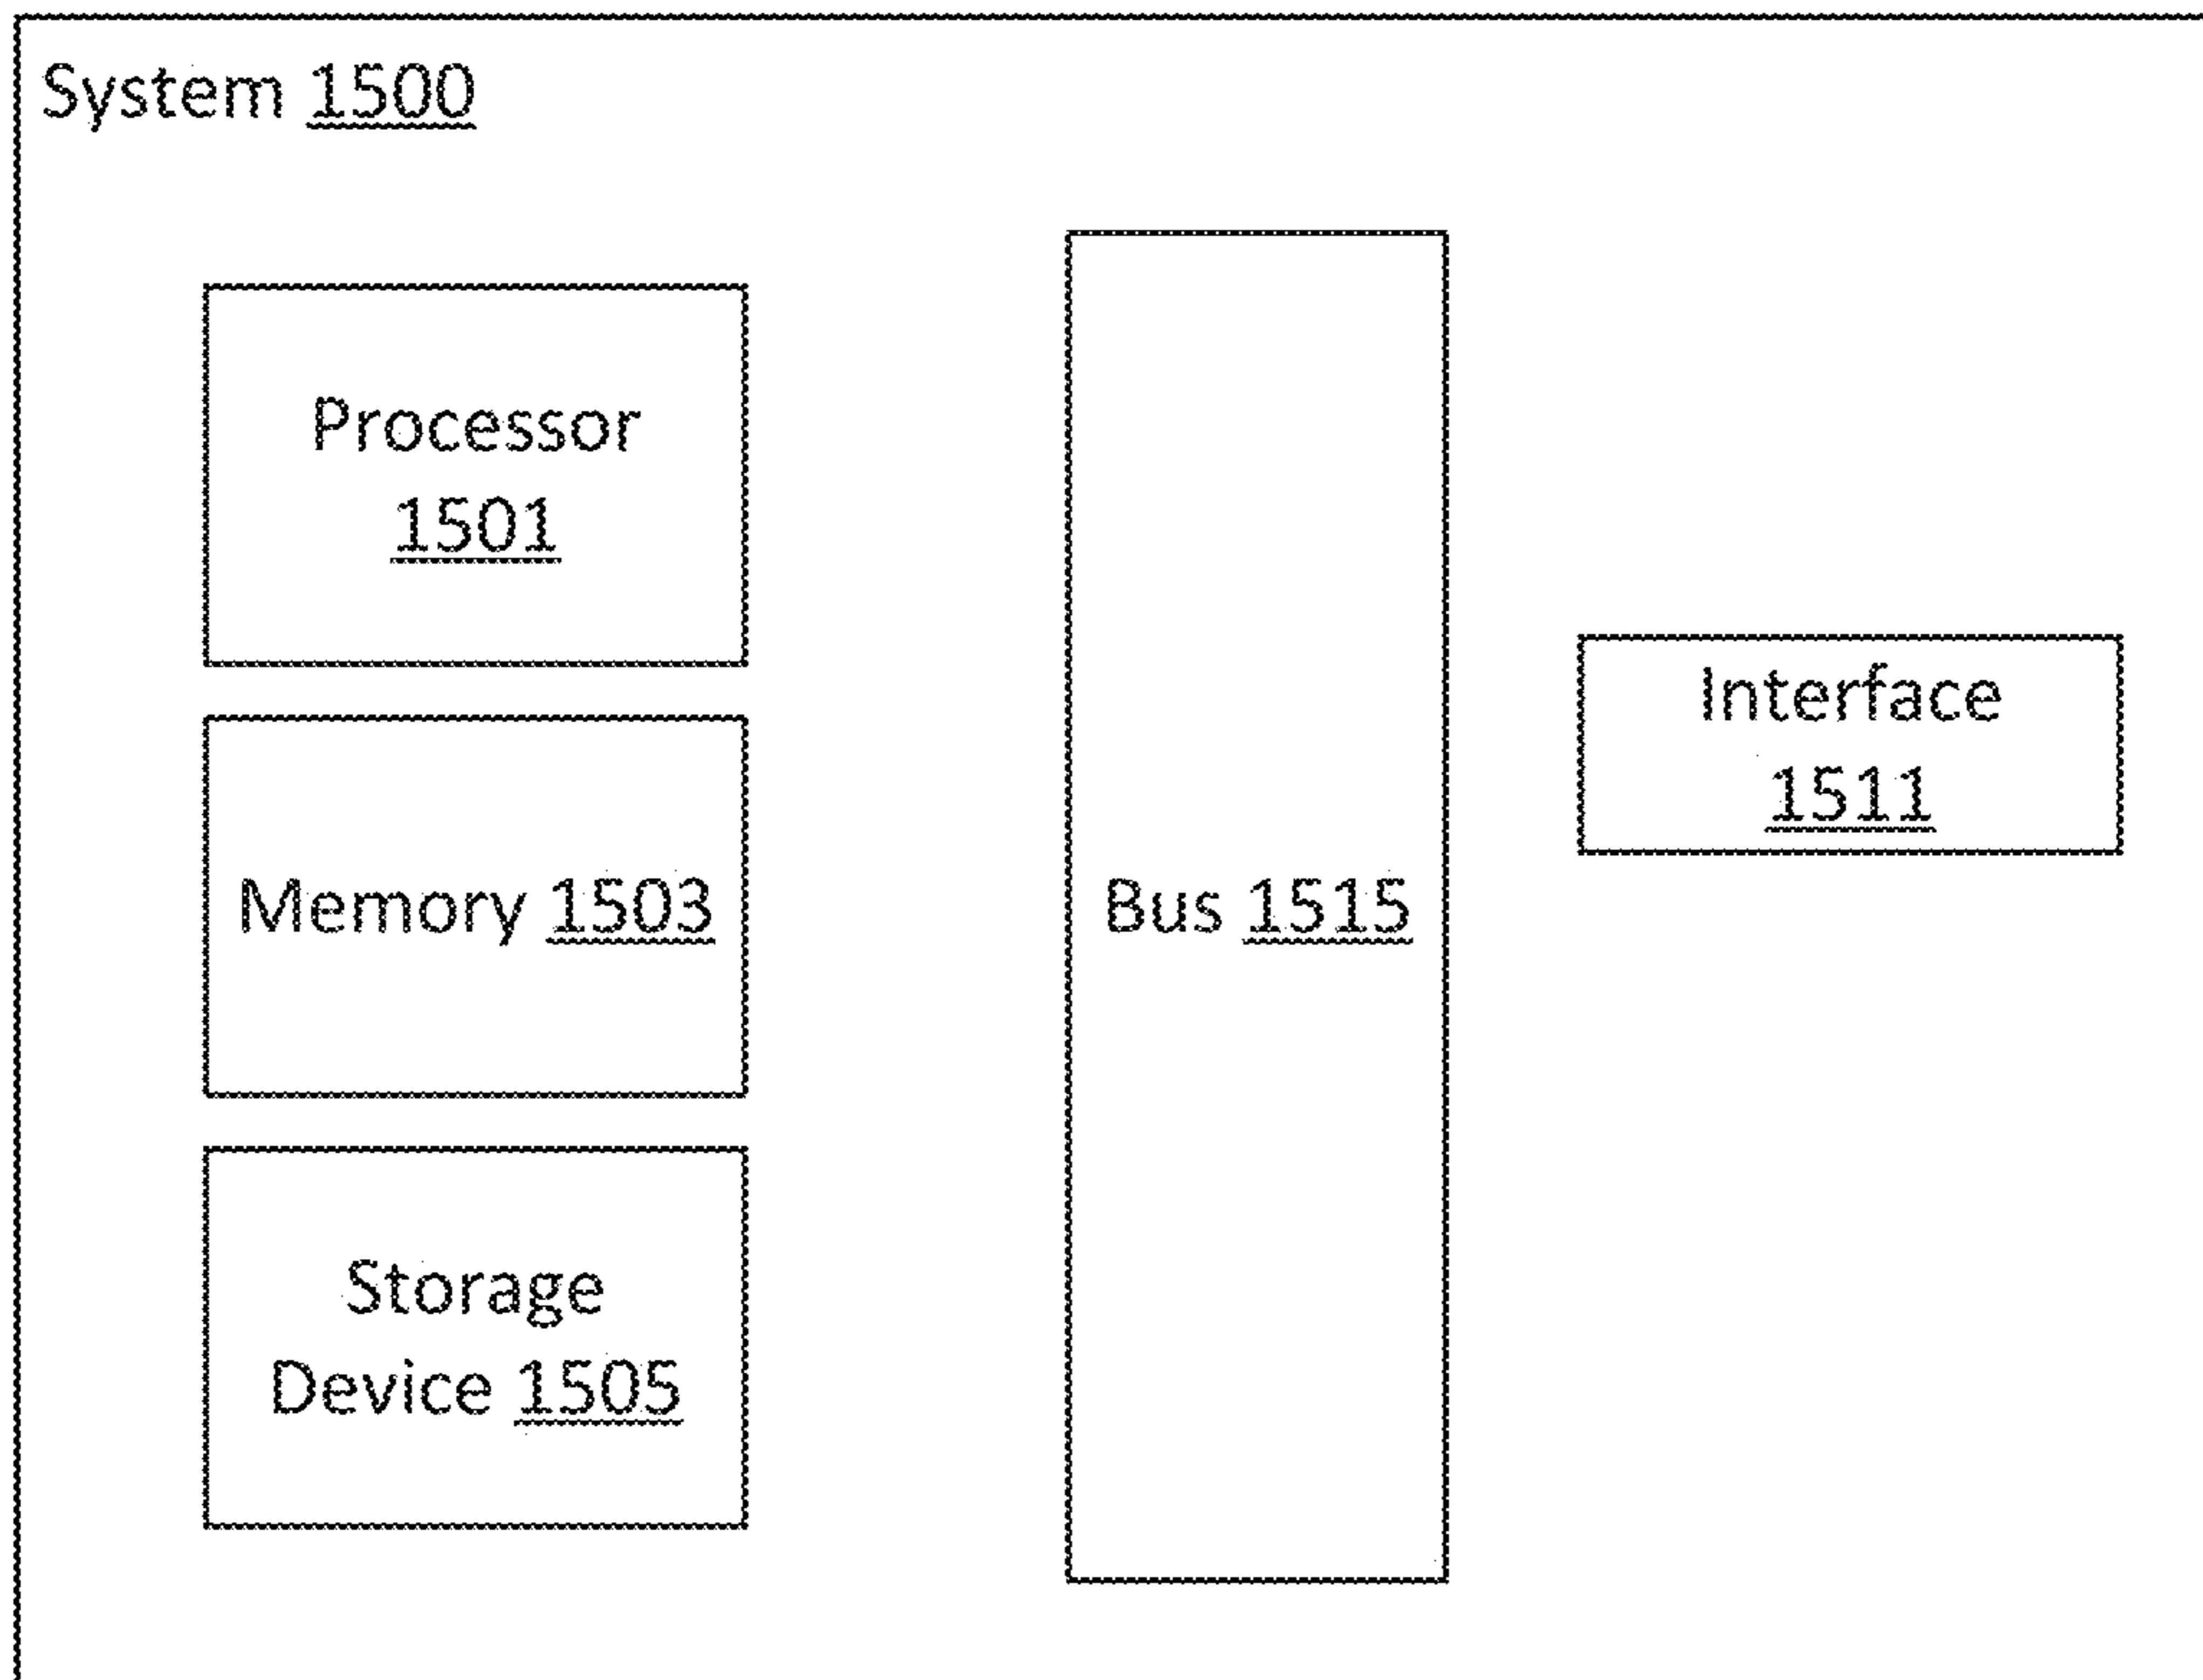 System 1500
Processor
1501
Memory 1503
Storage
Device 1505
Bus 1515
Interface
1511